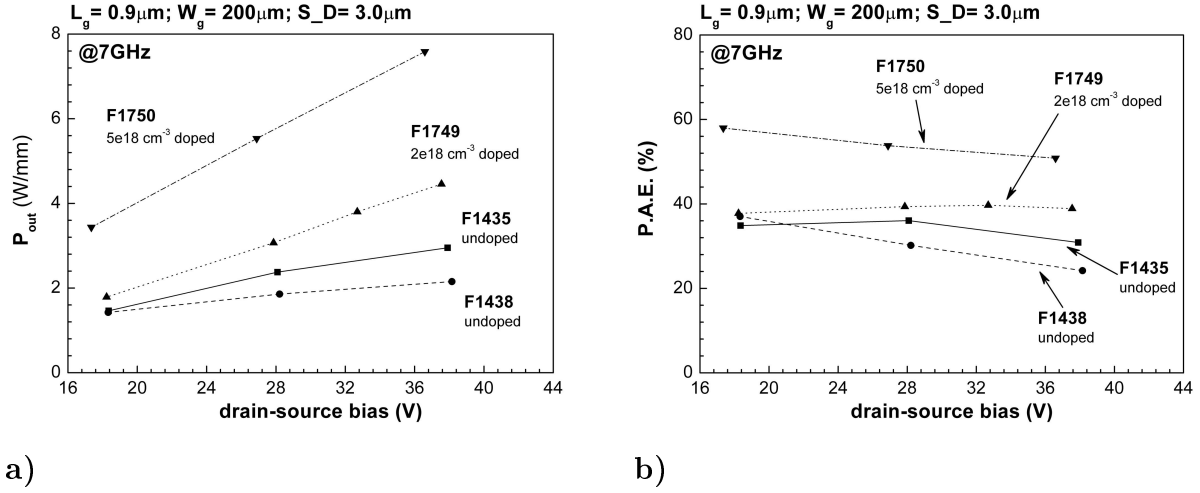 L_g= 0.9μm; W_g= 200μm; S_D= 3.0μm
8
6
4
2
0
P_out (W/mm)
@7GHz
F1750
5e18 cm⁻³ doped
F1749
2e18 cm⁻³ doped
F1435
undoped
F1438
undoped
16 20 24 28 32 36 40 44
drain-source bias (V)
a)
L_g= 0.9μm; W_g= 200μm; S_D= 3.0μm
80
60
40
20
0
P.A.E. (%)
@7GHz
F1750
5e18 cm⁻³ doped
F1749
2e18 cm⁻³ doped
F1435
undoped
F1438
undoped
16 20 24 28 32 36 40 44
drain-source bias (V)
b)